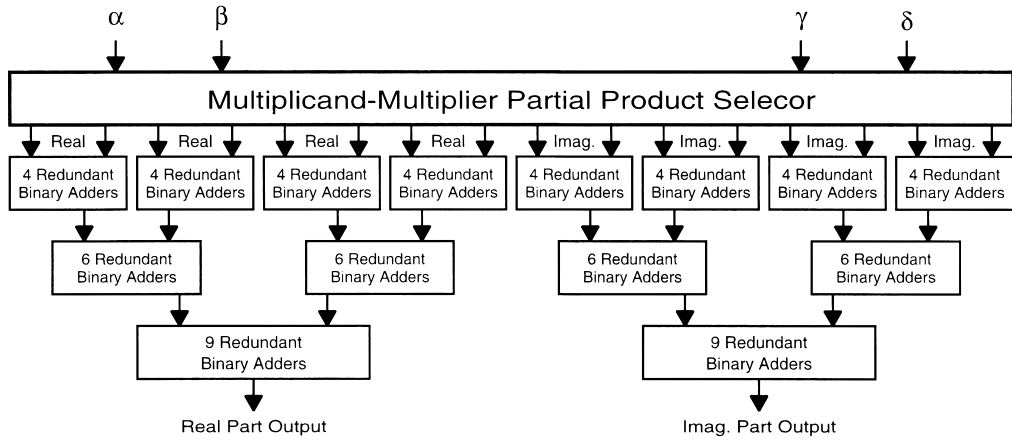 α β γ δ
Multiplicand-Multiplier Partial Product Selecor
Real Real Real Real Imag. Imag. Imag. Imag.
4 Redundant
Binary Adders
4 Redundant
Binary Adders
4 Redundant
Binary Adders
4 Redundant
Binary Adders
4 Redundant
Binary Adders
4 Redundant
Binary Adders
4 Redundant
Binary Adders
4 Redundant
Binary Adders
6 Redundant
Binary Adders
6 Redundant
Binary Adders
6 Redundant
Binary Adders
6 Redundant
Binary Adders
9 Redundant
Binary Adders
9 Redundant
Binary Adders
Real Part Output
Imag. Part Output